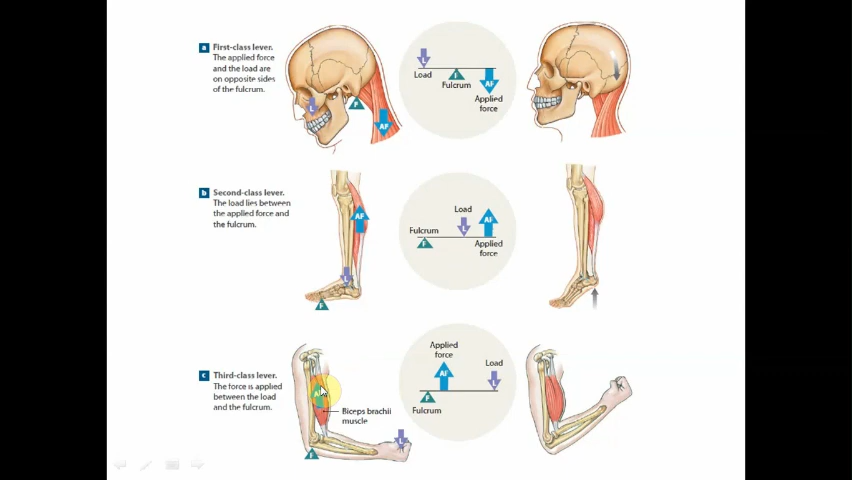 a First-class lever.
The applied force
and the load are
on opposite sides
of the fulcrum.
L
F
AF
L
Load
F
Fulcrum
AF
Applied
force
b Second-class lever.
The load lies between
the applied force and
the fulcrum.
AF
L
F
Fulcrum
F
Load
L
AF
Applied
force
c Third-class lever.
The force is applied
between the load
and the fulcrum.
Biceps brachii
muscle
L
F
Applied
force
AF
Load
L
F
Fulcrum